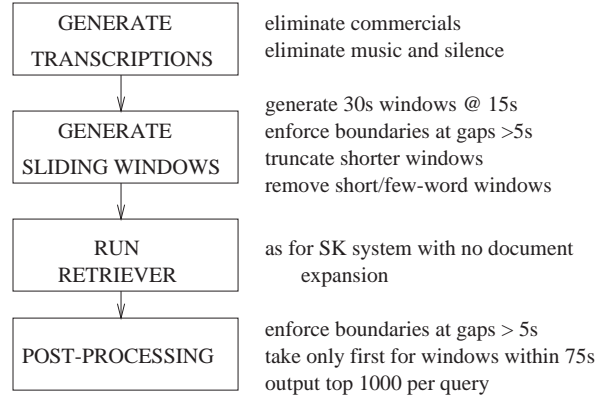 GENERATE
TRANSCRIPTIONS
eliminate commercials
eliminate music and silence
GENERATE
SLIDING WINDOWS
generate 30s windows @ 15s
enforce boundaries at gaps >5s
truncate shorter windows
remove short/few-word windows
RUN
RETRIEVER
as for SK system with no document
expansion
POST-PROCESSING
enforce boundaries at gaps > 5s
take only first for windows within 75s
output top 1000 per query